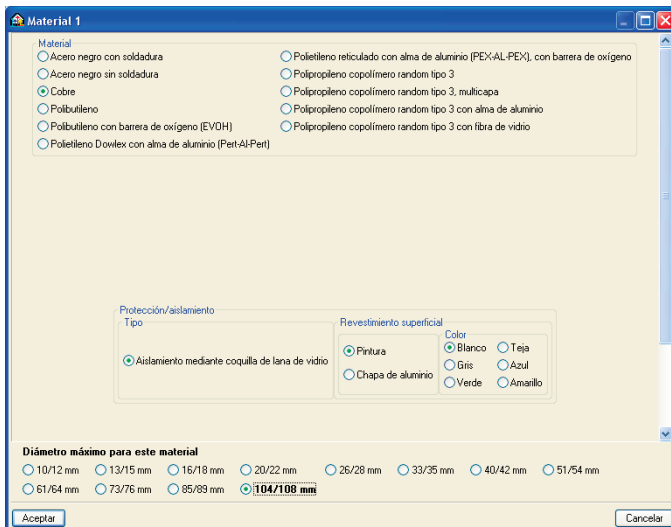 Material 1
Material
Acero negro con soldadura
Acero negro sin soldadura
Cobre
Polibutileno
Polibutileno con barrera de oxígeno (EVOH)
Polietileno Dowlex con alma de aluminio (Pert-Al-Pert)
Polietileno reticulado con alma de aluminio (PEX-AL-PEX), con barrera de oxígeno
Polipropileno copolímero random tipo 3
Polipropileno copolímero random tipo 3, multicapa
Polipropileno copolímero random tipo 3 con alma de aluminio
Polipropileno copolímero random tipo 3 con fibra de vidrio
Protección/aislamiento
Tipo
Aislamiento mediante coquilla de lana de vidrio
Revestimiento superficial
Pintura
Chapa de aluminio
Color
Blanco Teja
Gris Azul
Verde Amarillo
Diámetro máximo para este material
10/12 mm 13/15 mm 16/18 mm 20/22 mm 26/28 mm 33/35 mm 40/42 mm 51/54 mm
61/64 mm 73/76 mm 85/89 mm 104/108 mm
Aceptar Cancelar